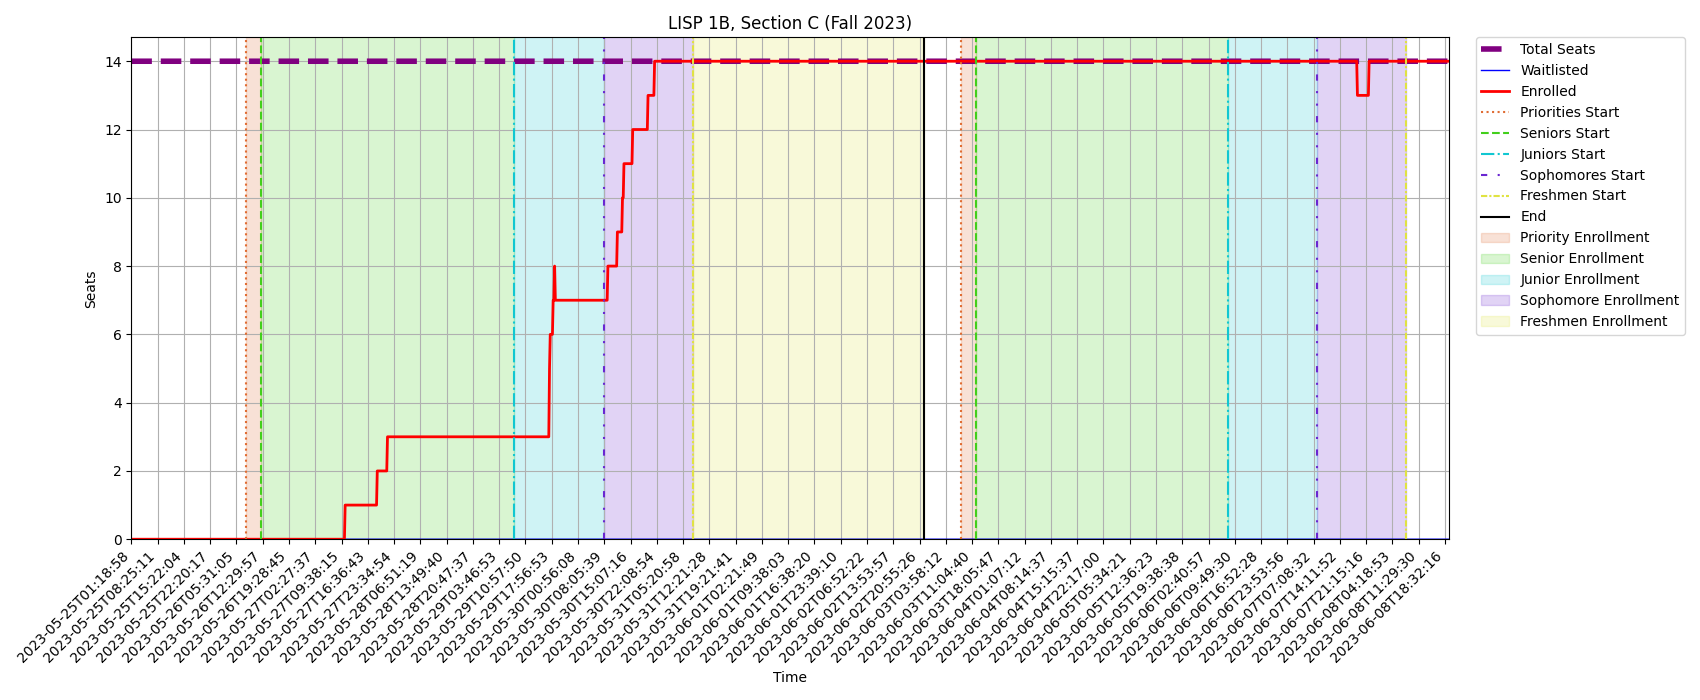 LISP 1B, Section C (Fall 2023)
Seats
14
12
10
8
6
4
2
0
2023-05-25T01:18:58
2023-05-25T08:25:11
2023-05-25T15:22:04
2023-05-25T22:20:17
2023-05-26T05:31:05
2023-05-26T12:29:57
2023-05-26T19:28:45
2023-05-27T02:27:37
2023-05-27T09:38:15
2023-05-27T16:36:43
2023-05-27T23:34:54
2023-05-28T06:51:19
2023-05-28T13:49:40
2023-05-28T20:47:37
2023-05-29T03:46:53
2023-05-29T10:57:50
2023-05-29T17:56:53
2023-05-30T00:56:08
2023-05-30T08:05:39
2023-05-30T15:07:16
2023-05-30T22:08:54
2023-05-31T05:20:58
2023-05-31T12:21:28
2023-05-31T19:21:41
2023-06-01T02:21:49
2023-06-01T09:38:03
2023-06-01T16:38:20
2023-06-01T23:39:10
2023-06-02T06:52:22
2023-06-02T13:53:57
2023-06-02T20:55:26
2023-06-03T03:58:12
2023-06-03T11:04:40
2023-06-03T18:05:47
2023-06-04T01:07:12
2023-06-04T08:14:37
2023-06-04T15:15:37
2023-06-04T22:17:00
2023-06-05T05:34:21
2023-06-05T12:36:23
2023-06-05T19:38:38
2023-06-06T02:40:57
2023-06-06T09:49:30
2023-06-06T16:52:28
2023-06-06T23:53:56
2023-06-07T07:08:32
2023-06-07T14:11:52
2023-06-07T21:15:16
2023-06-08T04:18:53
2023-06-08T11:29:30
2023-06-08T18:32:16
Time
Total Seats
Waitlisted
Enrolled
Priorities Start
Seniors Start
Juniors Start
Sophomores Start
Freshmen Start
End
Priority Enrollment
Senior Enrollment
Junior Enrollment
Sophomore Enrollment
Freshmen Enrollment